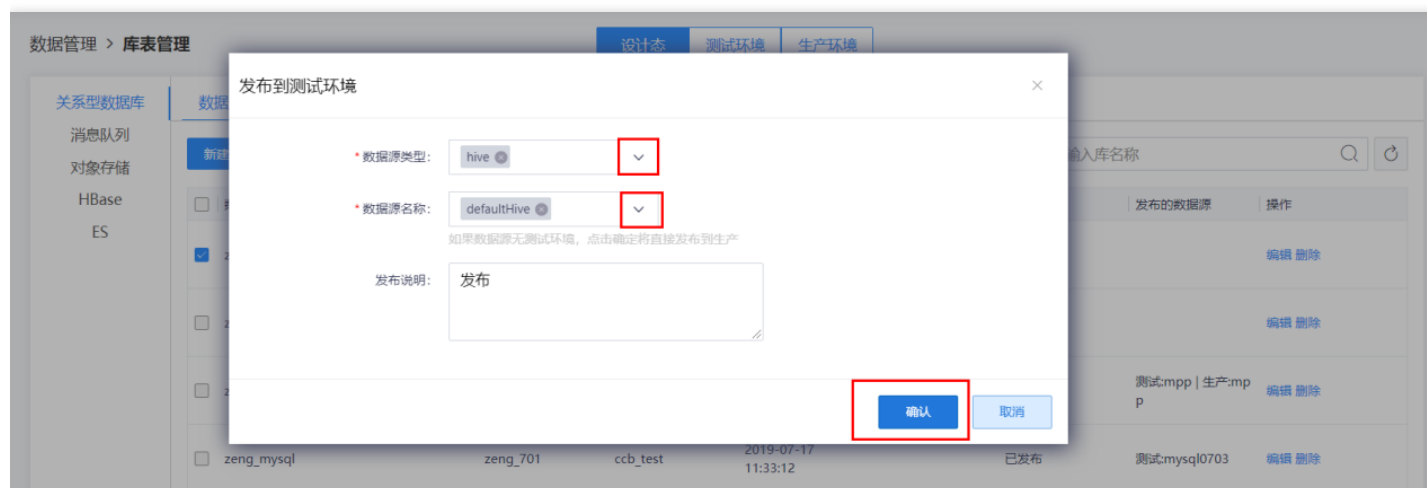 数据管理 > 库表管理
设计态 测试环境 生产环境
关系型数据库
消息队列
对象存储
HBase
ES
数据
新建
输入库名称
发布到测试环境
* 数据源类型: hive
* 数据源名称: defaultHive
如果数据源无测试环境，点击确定将直接发布到生产
发布说明: 发布
确认 取消
发布的数据源 操作
编辑 删除
编辑 删除
测试:mpp | 生产:mp
p
编辑 删除
zeng_mysql zeng_701 ccb_test 2019-07-17
11:33:12
已发布 测试:mysql0703 编辑 删除